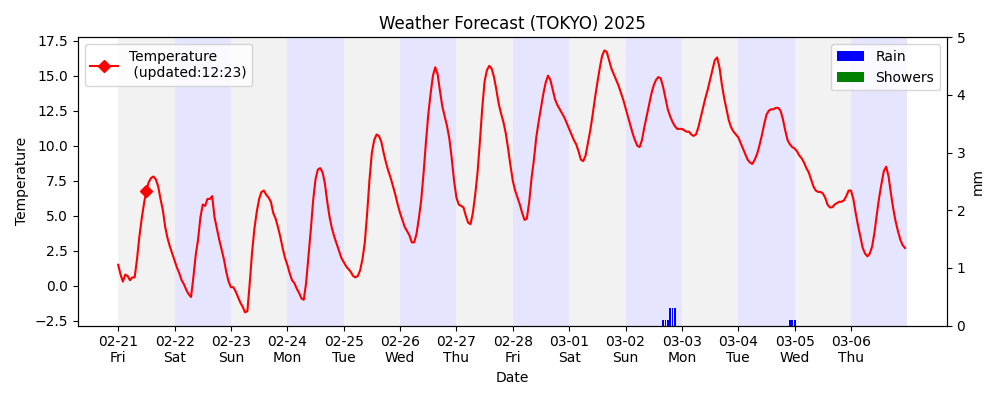 Weather Forecast (TOKYO) 2025
Temperature
(updated:12:23)
Rain
Showers
17.5
15.0
12.5
10.0
7.5
5.0
2.5
0.0
−2.5
Temperature
5
4
3
2
1
0
mm
02-21 02-22 02-23 02-24 02-25 02-26 02-27 02-28 03-01 03-02 03-03 03-04 03-05 03-06
Fri Sat Sun Mon Tue Wed Thu Fri Sat Sun Mon Tue Wed Thu
Date